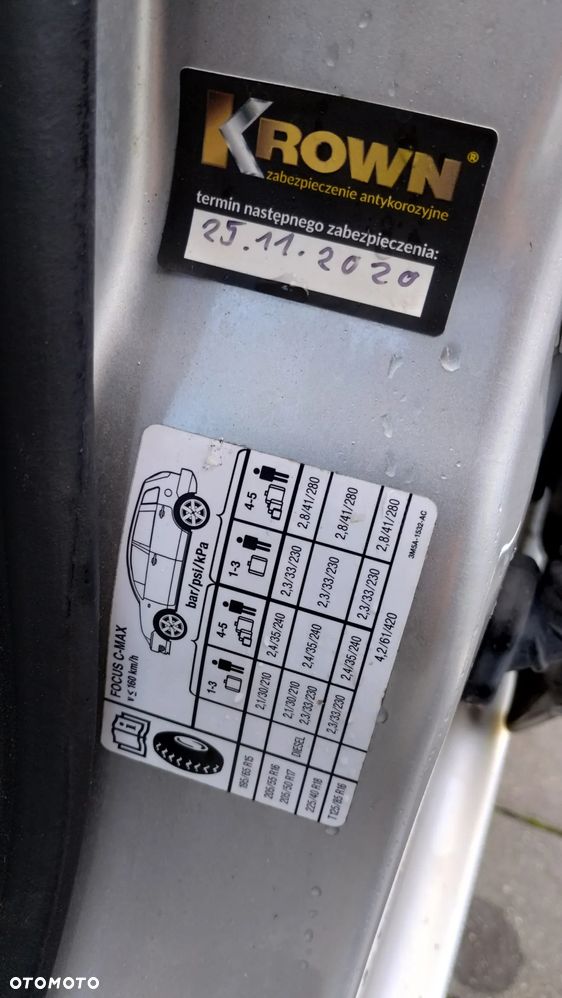 KROWN®
zabezpieczenie antykorozyjne
termin następnego zabezpieczenia:
25.11.2020
FOCUS C-MAX
v ≤ 160 km/h
bar/psi/kPa
1-3 4-5 1-3 4-5
195/65 R15 2,1/30/210 2,4/35/240 2,3/33/230 2,8/41/280
205/55 R16
205/50 R17 2,1/30/210 2,4/35/240 2,3/33/230 2,8/41/280
DIESEL 2,3/33/230
225/40 R18 2,3/33/230 2,4/35/240 2,3/33/230 2,8/41/280
T125/85 R16 4,2/61/420
3M5A-1532-AC
OTOMOTO